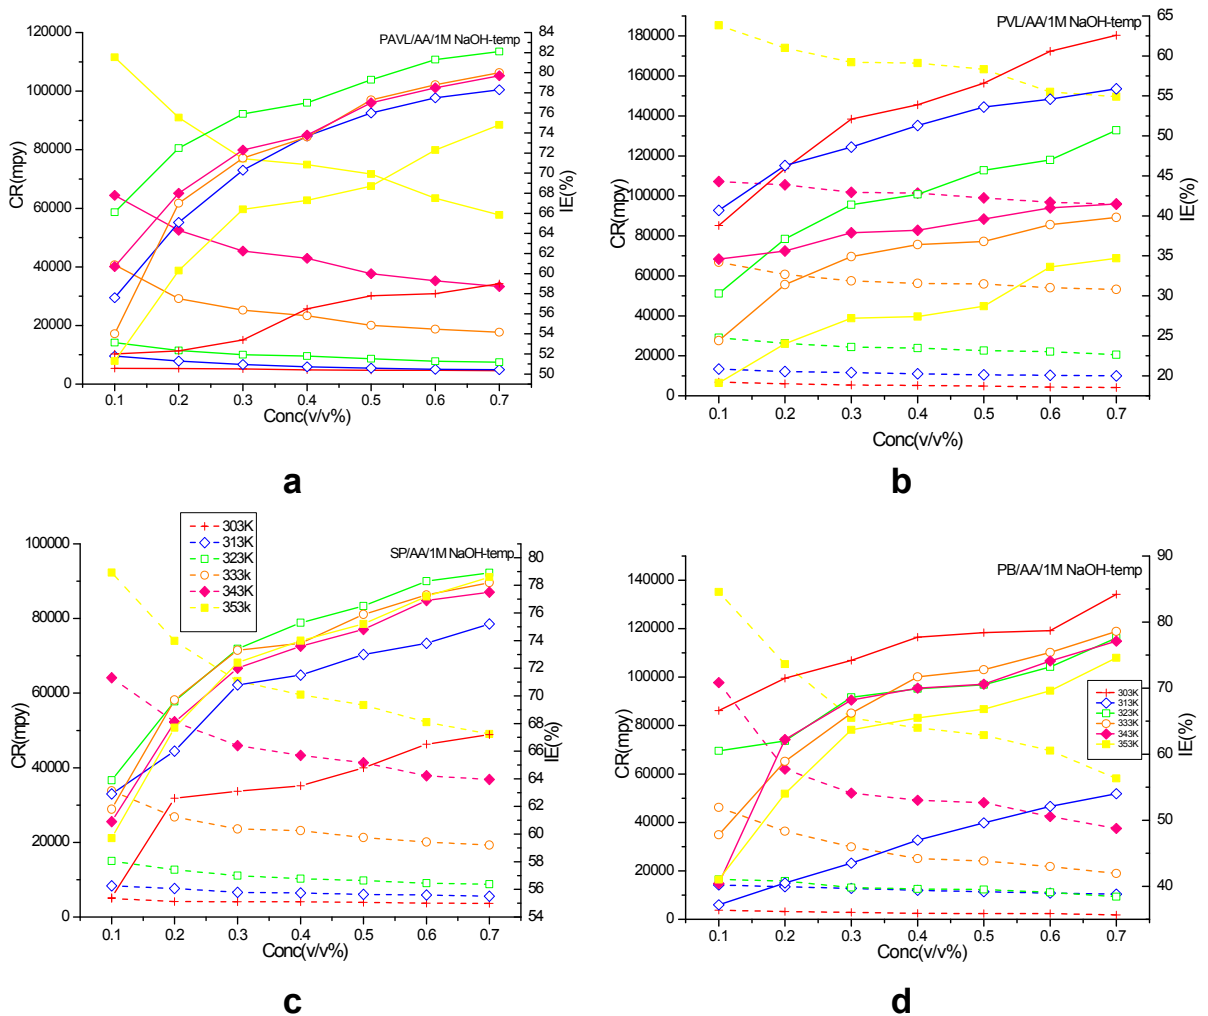 PAVL/AA/1M NaOH-temp
120000
100000
80000
60000
40000
20000
0
CR(mpy)
84
82
80
78
76
74
72
70
68
66
64
62
60
58
56
54
52
50
IE(%)
0.1 0.2 0.3 0.4 0.5 0.6 0.7
Conc(v/v%)
a
PVL/AA/1M NaOH-temp
180000
160000
140000
120000
100000
80000
60000
40000
20000
0
CR(mpy)
65
60
55
50
45
40
35
30
25
20
IE(%)
0.1 0.2 0.3 0.4 0.5 0.6 0.7
Conc(v/v%)
b
303K
313K
323K
333k
343K
353k
SP/AA/1M NaOH-temp
100000
80000
60000
40000
20000
0
CR(mpy)
80
78
76
74
72
70
68
66
64
62
60
58
56
54
IE(%)
0.1 0.2 0.3 0.4 0.5 0.6 0.7
Conc(v/v%)
c
PB/AA/1M NaOH-temp
140000
120000
100000
80000
60000
40000
20000
0
CR(mpy)
90
80
70
60
50
40
IE(%)
303K
313K
323K
333K
343K
353K
0.1 0.2 0.3 0.4 0.5 0.6 0.7
Conc(v/v%)
d